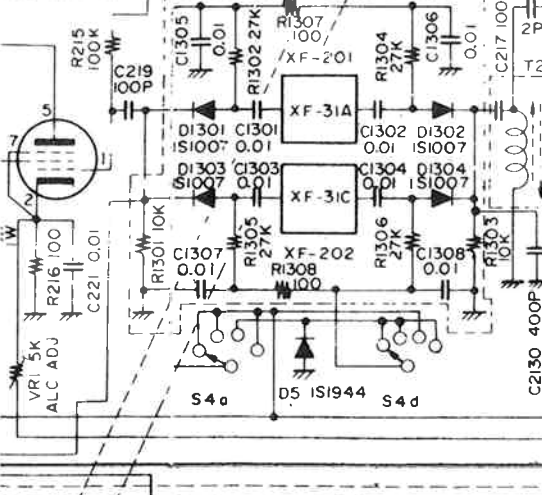 R215
100K
C219
100P
C1305
0.01
R1302 27K
R1307
100
XF-201
XF-31A
R1304
27K
C1306
0.01
C217 100
2P
T2
5
7
1
2
D1301
1S1007
C1301
0.01
C1302
0.01
D1302
1S1007
D1303
1S1007
C1303
0.01
XF-31C
C1304
0.01
D1304
1S1007
R1301 10K
R1305
27K
XF-202
R1306
27K
R1303
10K
W
R216 100
C221 0.01
C1307
0.01
R1308
100
C1308
0.01
VR1 5K
ALC ADJ
S4a
D5 1S1944
S4d
C2130 400P